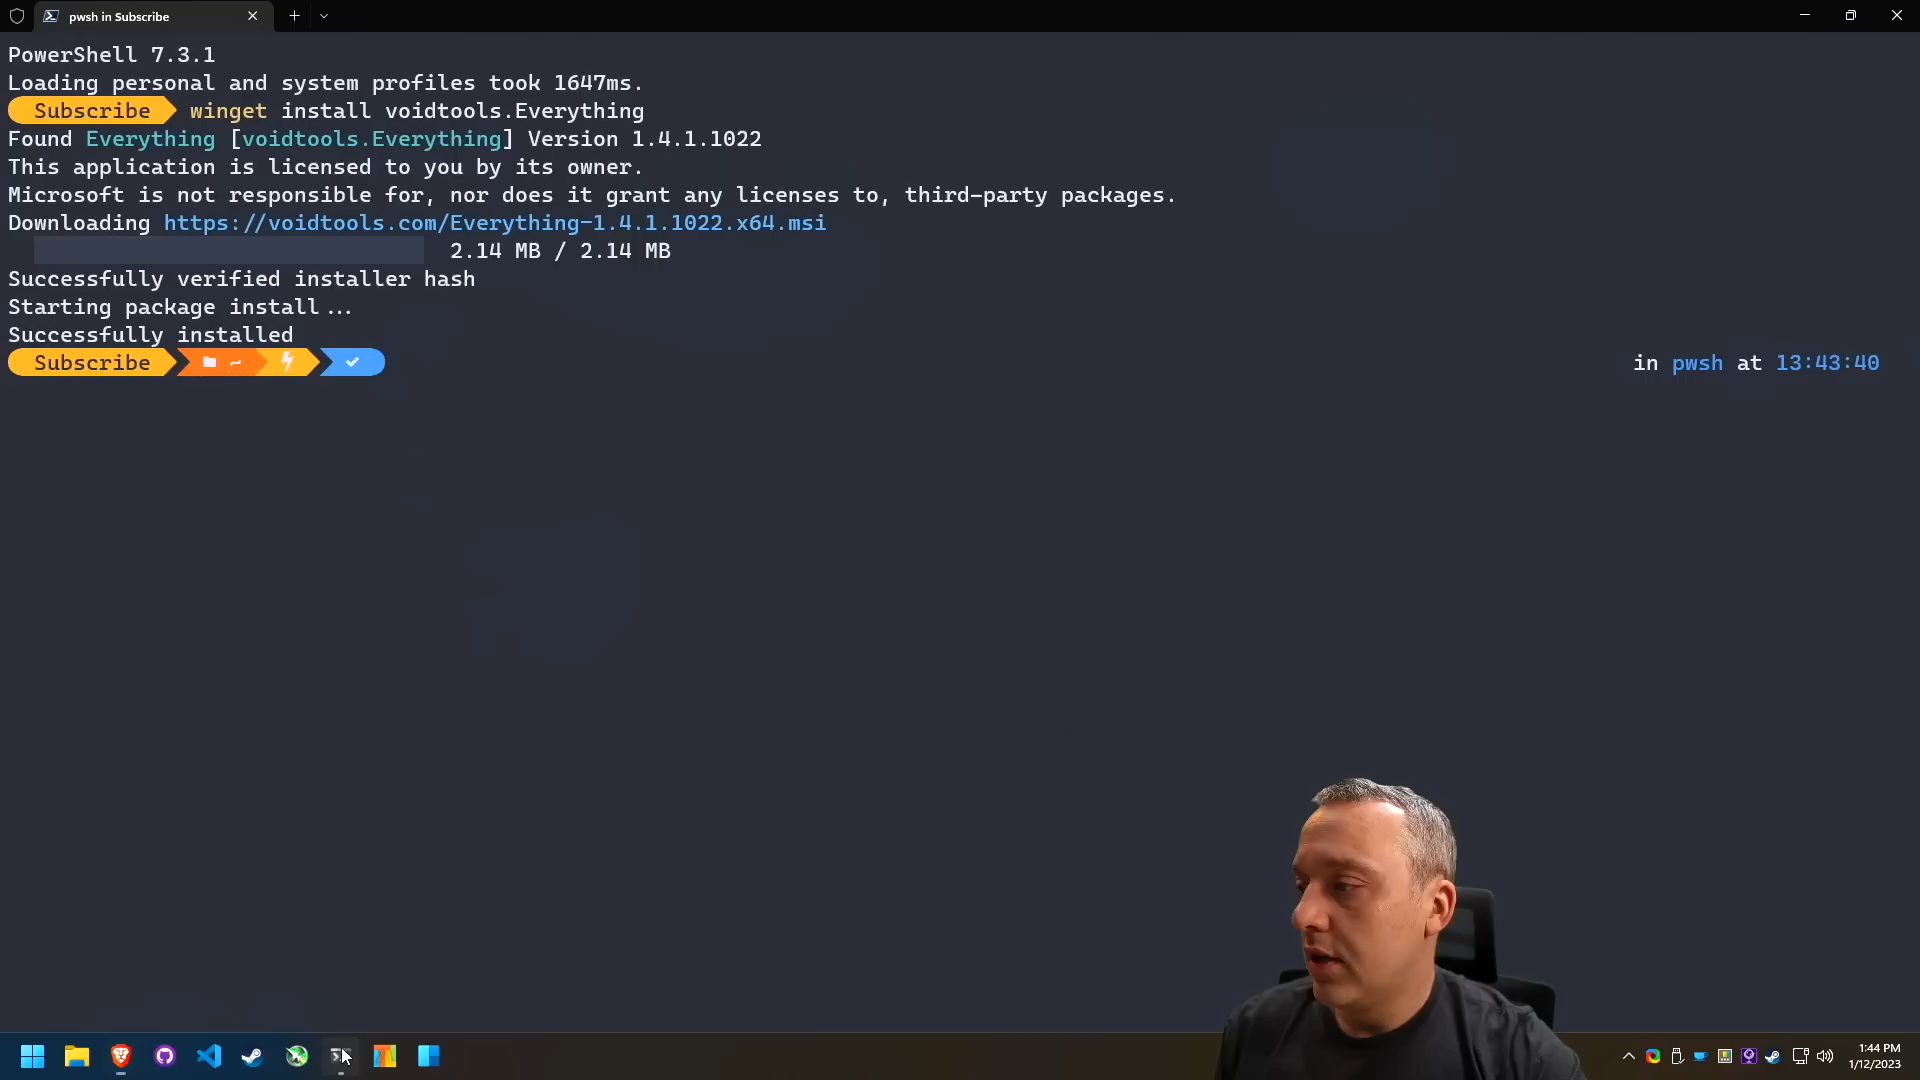 pwsh in Subscribe
PowerShell 7.3.1
Loading personal and system profiles took 1647ms.
Subscribe winget install voidtools.Everything
Found Everything [voidtools.Everything] Version 1.4.1.1022
This application is licensed to you by its owner.
Microsoft is not responsible for, nor does it grant any licenses to, third-party packages.
Downloading https://voidtools.com/Everything-1.4.1.1022.x64.msi
2.14 MB / 2.14 MB
Successfully verified installer hash
Starting package install...
Successfully installed
Subscribe ~ in pwsh at 13:43:40
1:44 PM
1/12/2023